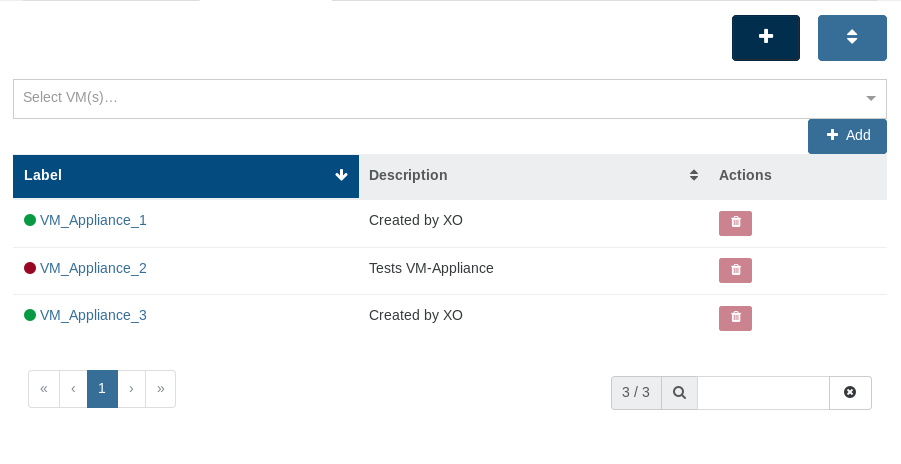 Select VM(s)...
Add
Label Description Actions
VM_Appliance_1 Created by XO
VM_Appliance_2 Tests VM-Appliance
VM_Appliance_3 Created by XO
« ‹ 1 › » 3 / 3